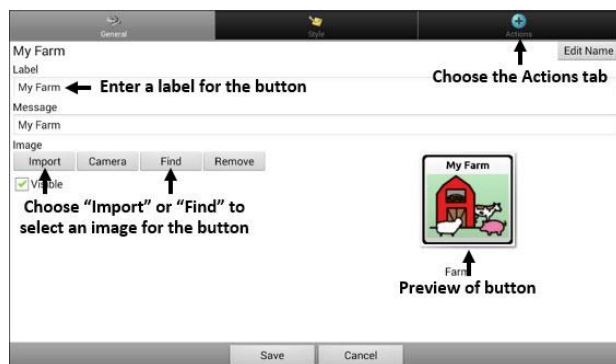 General
Style
Actions
My Farm
Edit Name
Choose the Actions tab
Label
My Farm
Enter a label for the button
Message
My Farm
Image
Import
Camera
Find
Remove
Visible
Choose “Import” or “Find” to
select an image for the button
My Farm
Farm
Preview of button
Save
Cancel